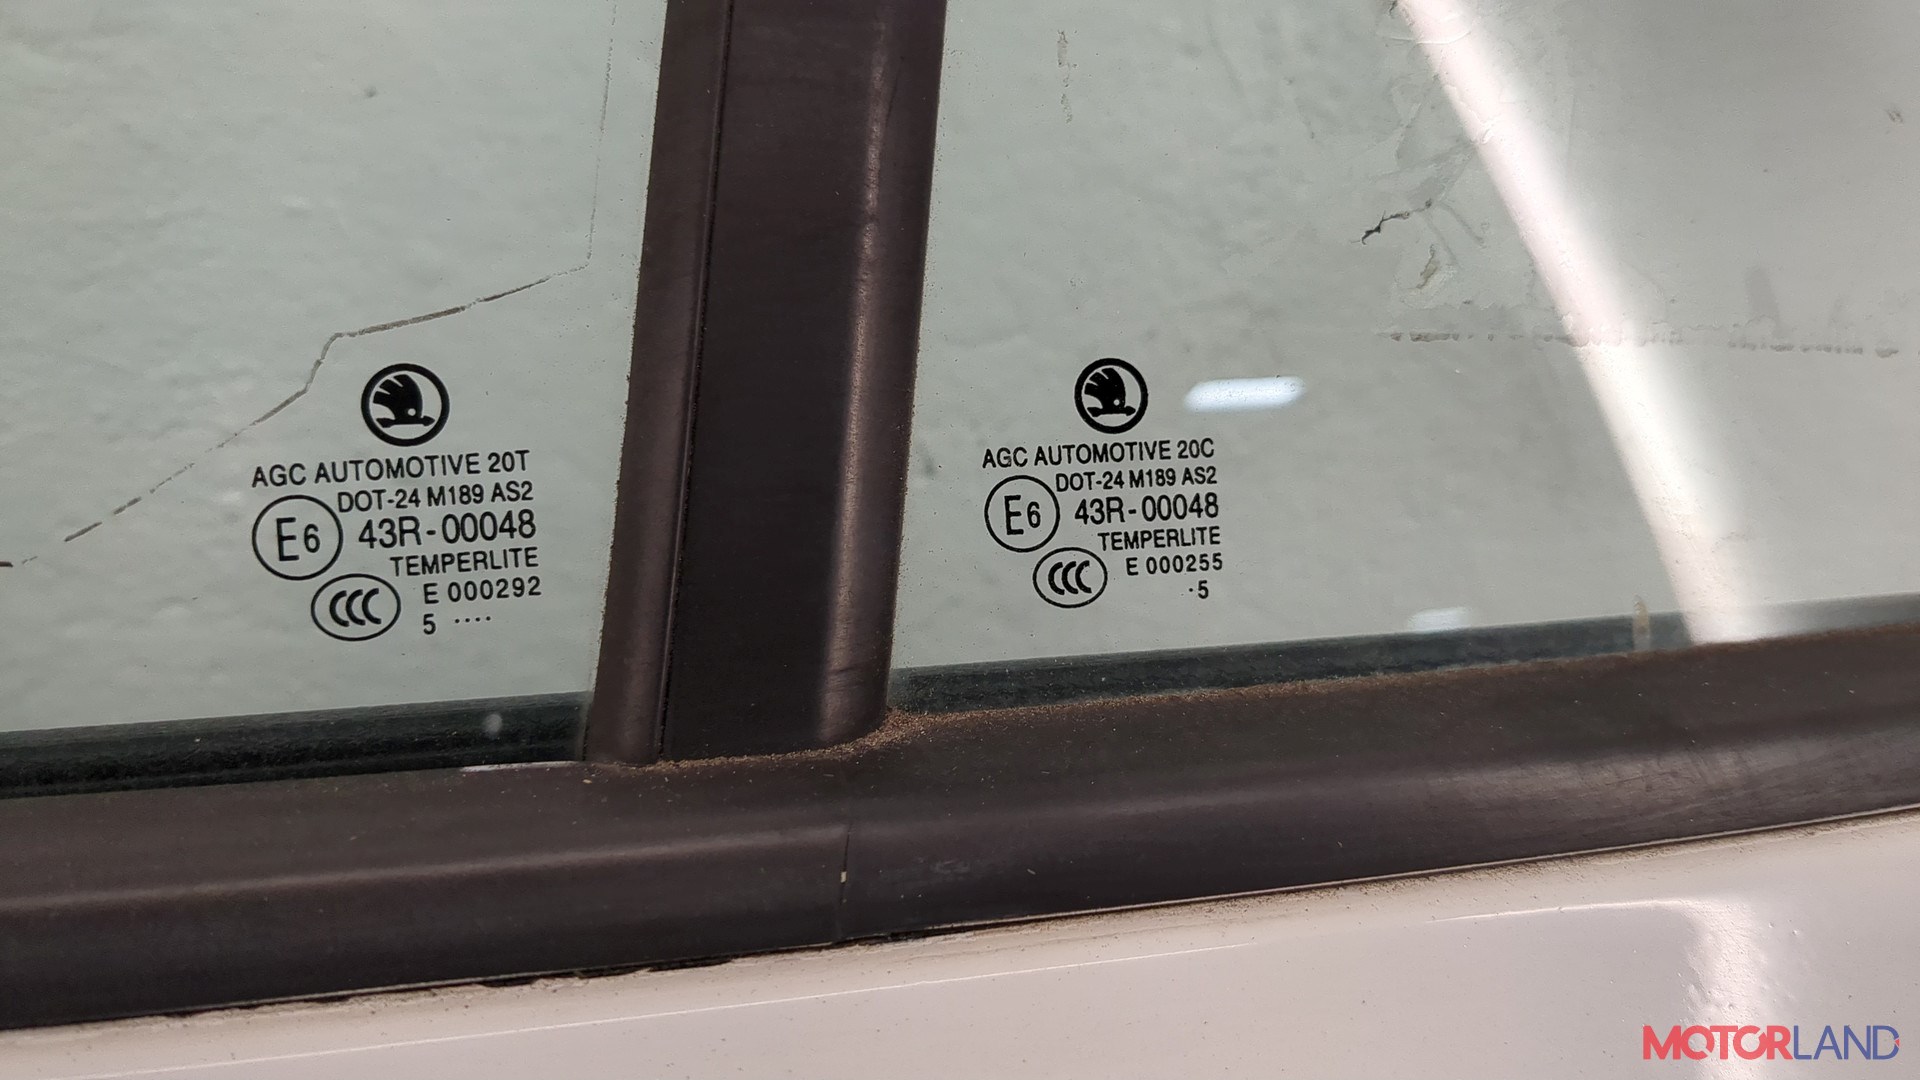 AGC AUTOMOTIVE 20T
DOT-24 M189 AS2
E6 43R-00048
TEMPERLITE
CCC E 000292
5 ····
AGC AUTOMOTIVE 20C
DOT-24 M189 AS2
E6 43R-00048
TEMPERLITE
CCC E 000255
·5
MOTORLAND